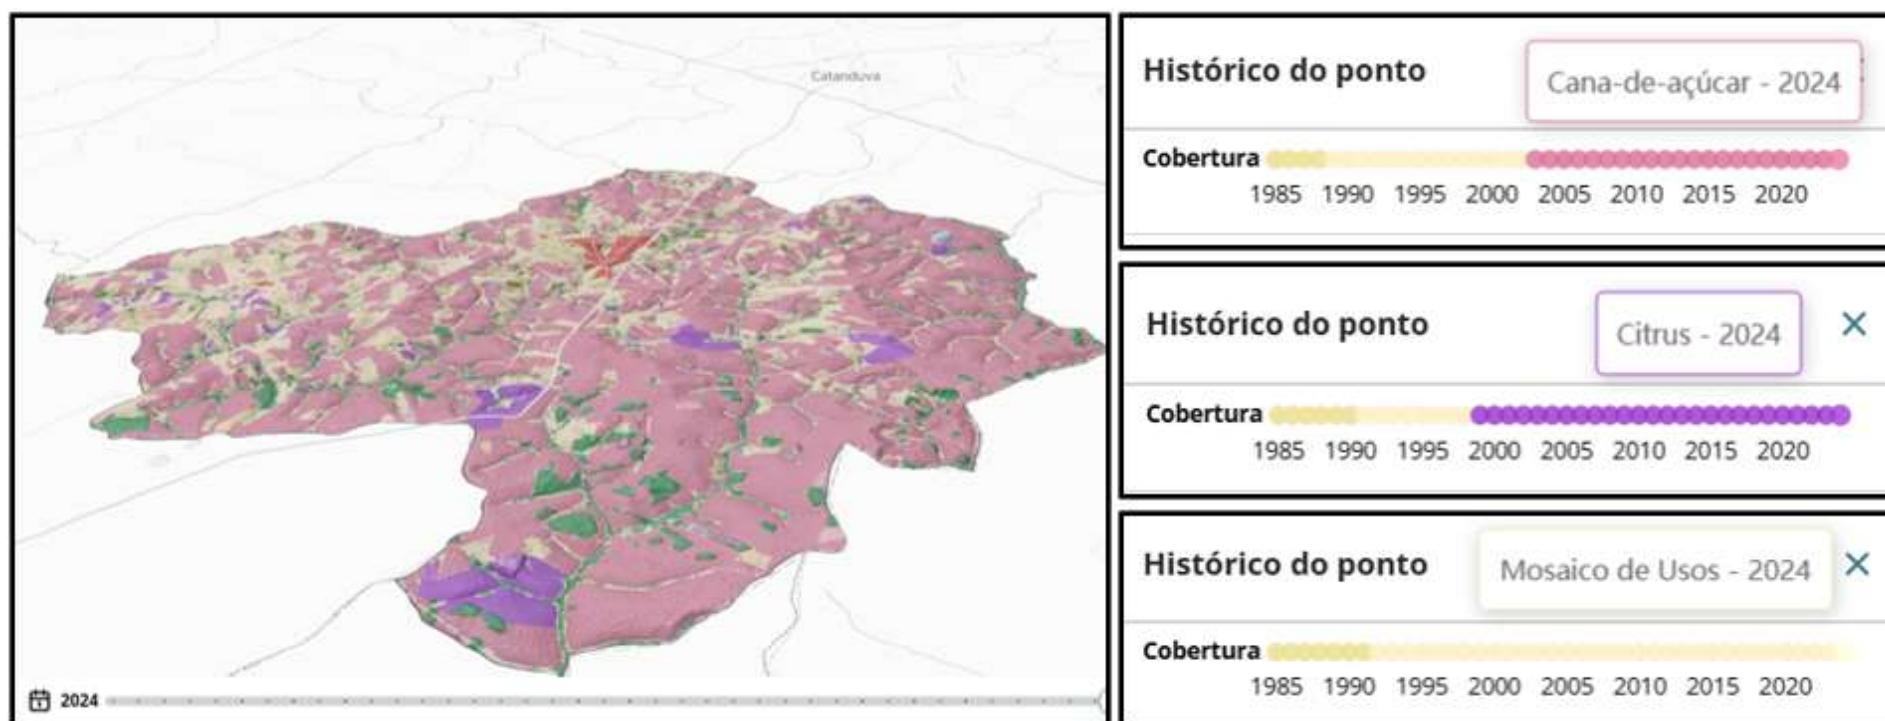 Catanduva
2024
Histórico do ponto
Cana-de-açúcar - 2024
Cobertura
1985 1990 1995 2000 2005 2010 2015 2020
Histórico do ponto
Citrus - 2024
Cobertura
1985 1990 1995 2000 2005 2010 2015 2020
Histórico do ponto
Mosaico de Usos - 2024
Cobertura
1985 1990 1995 2000 2005 2010 2015 2020